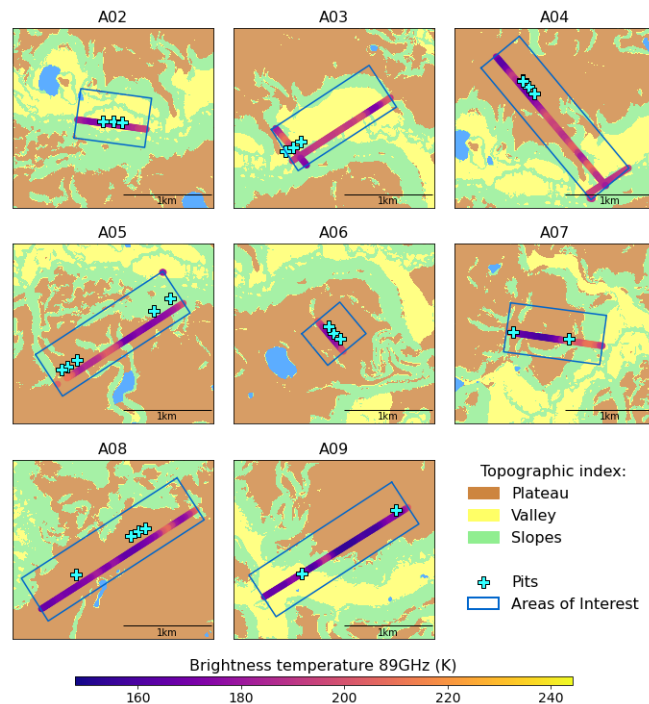 A02 A03 A04
1km 1km 1km
A05 A06 A07
1km 1km 1km
A08 A09
Topographic index:
Plateau
Valley
Slopes
Pits
Areas of Interest
1km 1km
Brightness temperature 89GHz (K)
160 180 200 220 240